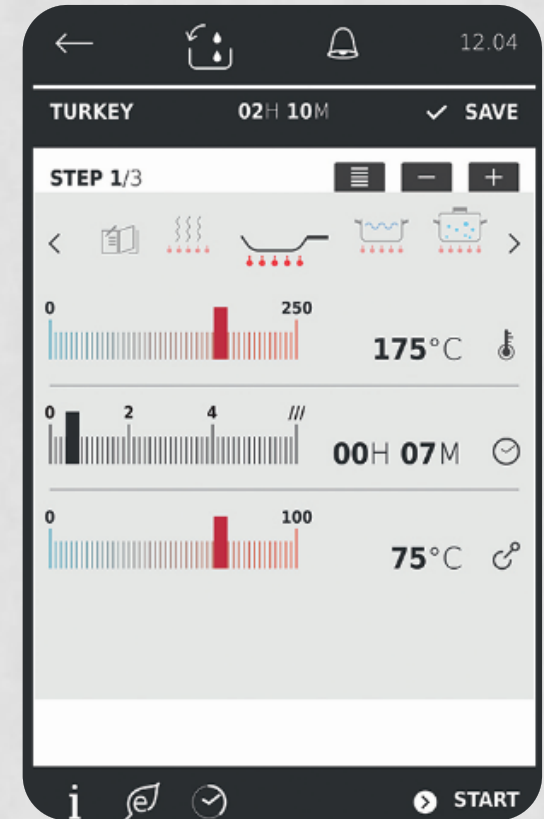 12.04
TURKEY 02H 10M SAVE
STEP 1/3
0 250
175°C
0 2 4 ///
00H 07M
0 100
75°C
i e START